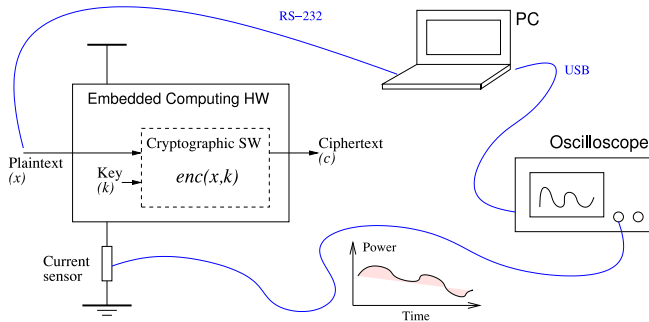 RS-232
PC
USB
Embedded Computing HW
Oscilloscope
Cryptographic SW
Plaintext
(x)
Key
(k)
enc(x,k)
Ciphertext
(c)
Current
sensor
Power
Time